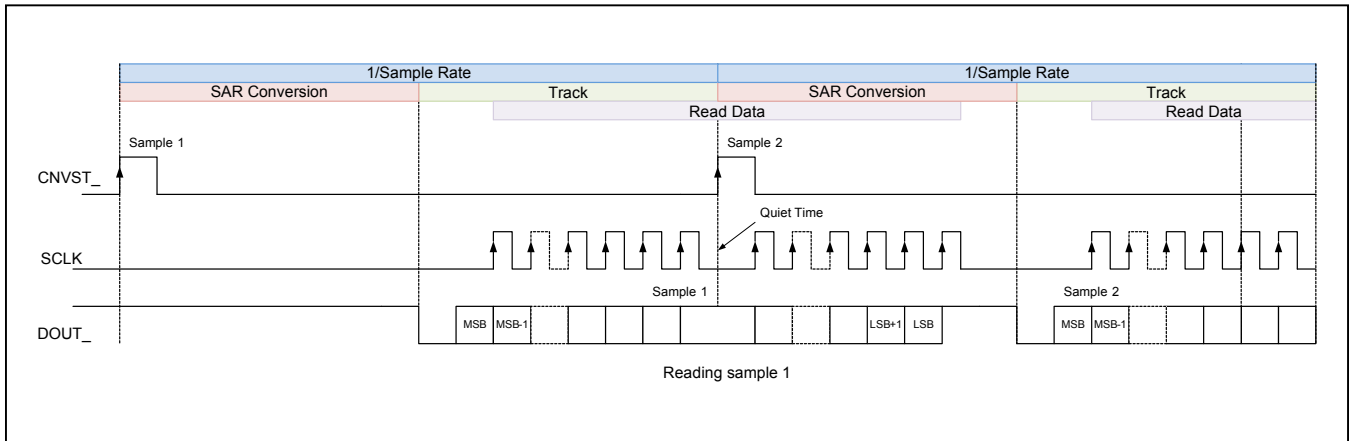 1/Sample Rate 1/Sample Rate
SAR Conversion Track SAR Conversion Track
Read Data Read Data
Sample 1 Sample 2
CNVST_
Quiet Time
SCLK
Sample 1 Sample 2
MSB MSB-1 LSB+1 LSB MSB MSB-1
DOUT_
Reading sample 1